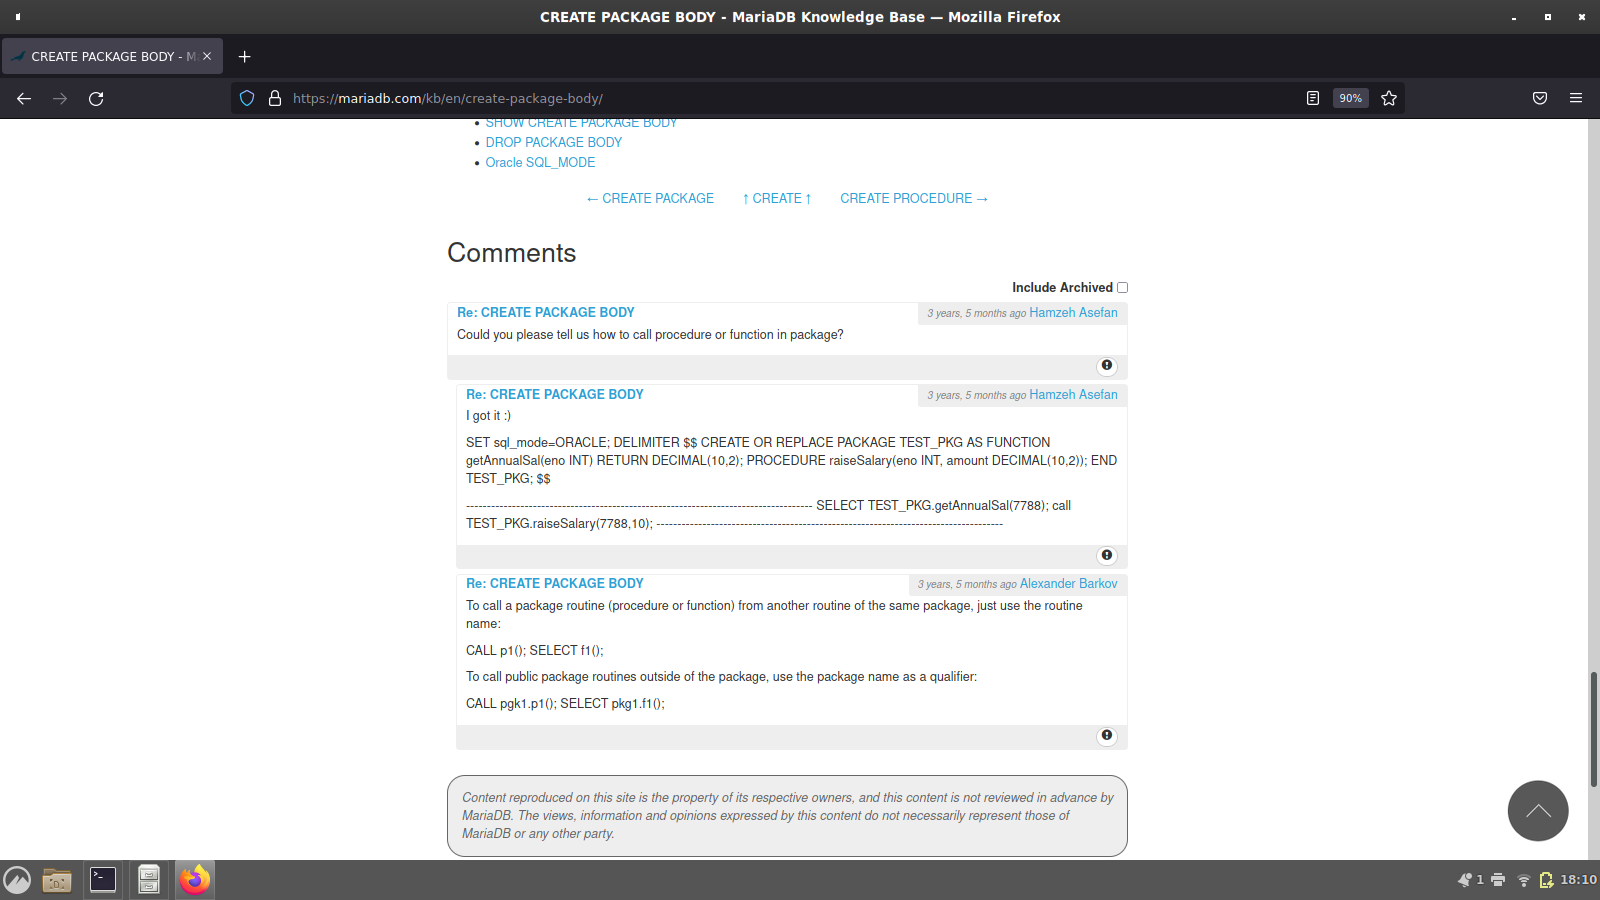 CREATE PACKAGE BODY - MariaDB Knowledge Base — Mozilla Firefox
CREATE PACKAGE BODY - M
https://mariadb.com/kb/en/create-package-body/
90%
SHOW CREATE PACKAGE BODY
DROP PACKAGE BODY
Oracle SQL_MODE
← CREATE PACKAGE ↑ CREATE ↑ CREATE PROCEDURE →
Comments
Include Archived
Re: CREATE PACKAGE BODY 3 years, 5 months ago Hamzeh Asefan
Could you please tell us how to call procedure or function in package?
Re: CREATE PACKAGE BODY 3 years, 5 months ago Hamzeh Asefan
I got it :)
SET sql_mode=ORACLE; DELIMITER $$ CREATE OR REPLACE PACKAGE TEST_PKG AS FUNCTION
getAnnualSal(eno INT) RETURN DECIMAL(10,2); PROCEDURE raiseSalary(eno INT, amount DECIMAL(10,2)); END
TEST_PKG; $$
----------------------------------------------------------------------------------- SELECT TEST_PKG.getAnnualSal(7788); call
TEST_PKG.raiseSalary(7788,10); -----------------------------------------------------------------------------------
Re: CREATE PACKAGE BODY 3 years, 5 months ago Alexander Barkov
To call a package routine (procedure or function) from another routine of the same package, just use the routine
name:
CALL p1(); SELECT f1();
To call public package routines outside of the package, use the package name as a qualifier:
CALL pgk1.p1(); SELECT pkg1.f1();
Content reproduced on this site is the property of its respective owners, and this content is not reviewed in advance by
MariaDB. The views, information and opinions expressed by this content do not necessarily represent those of
MariaDB or any other party.
1 18:10